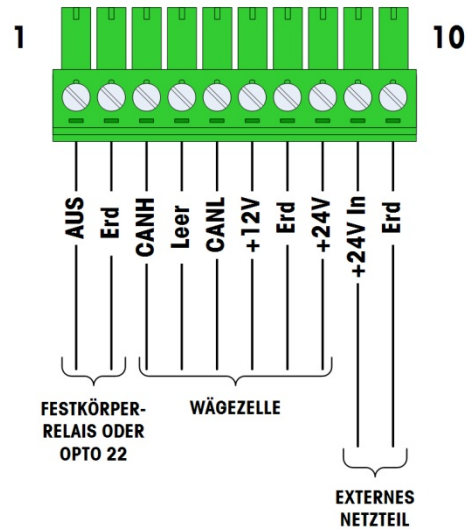 1
10
AUS
Erd
CANH
Leer
CANL
+12V
Erd
+24V
+24V In
Erd
FESTKÖRPER-
RELAIS ODER
OPTO 22
WÄGEZELLE
EXTERNES
NETZTEIL